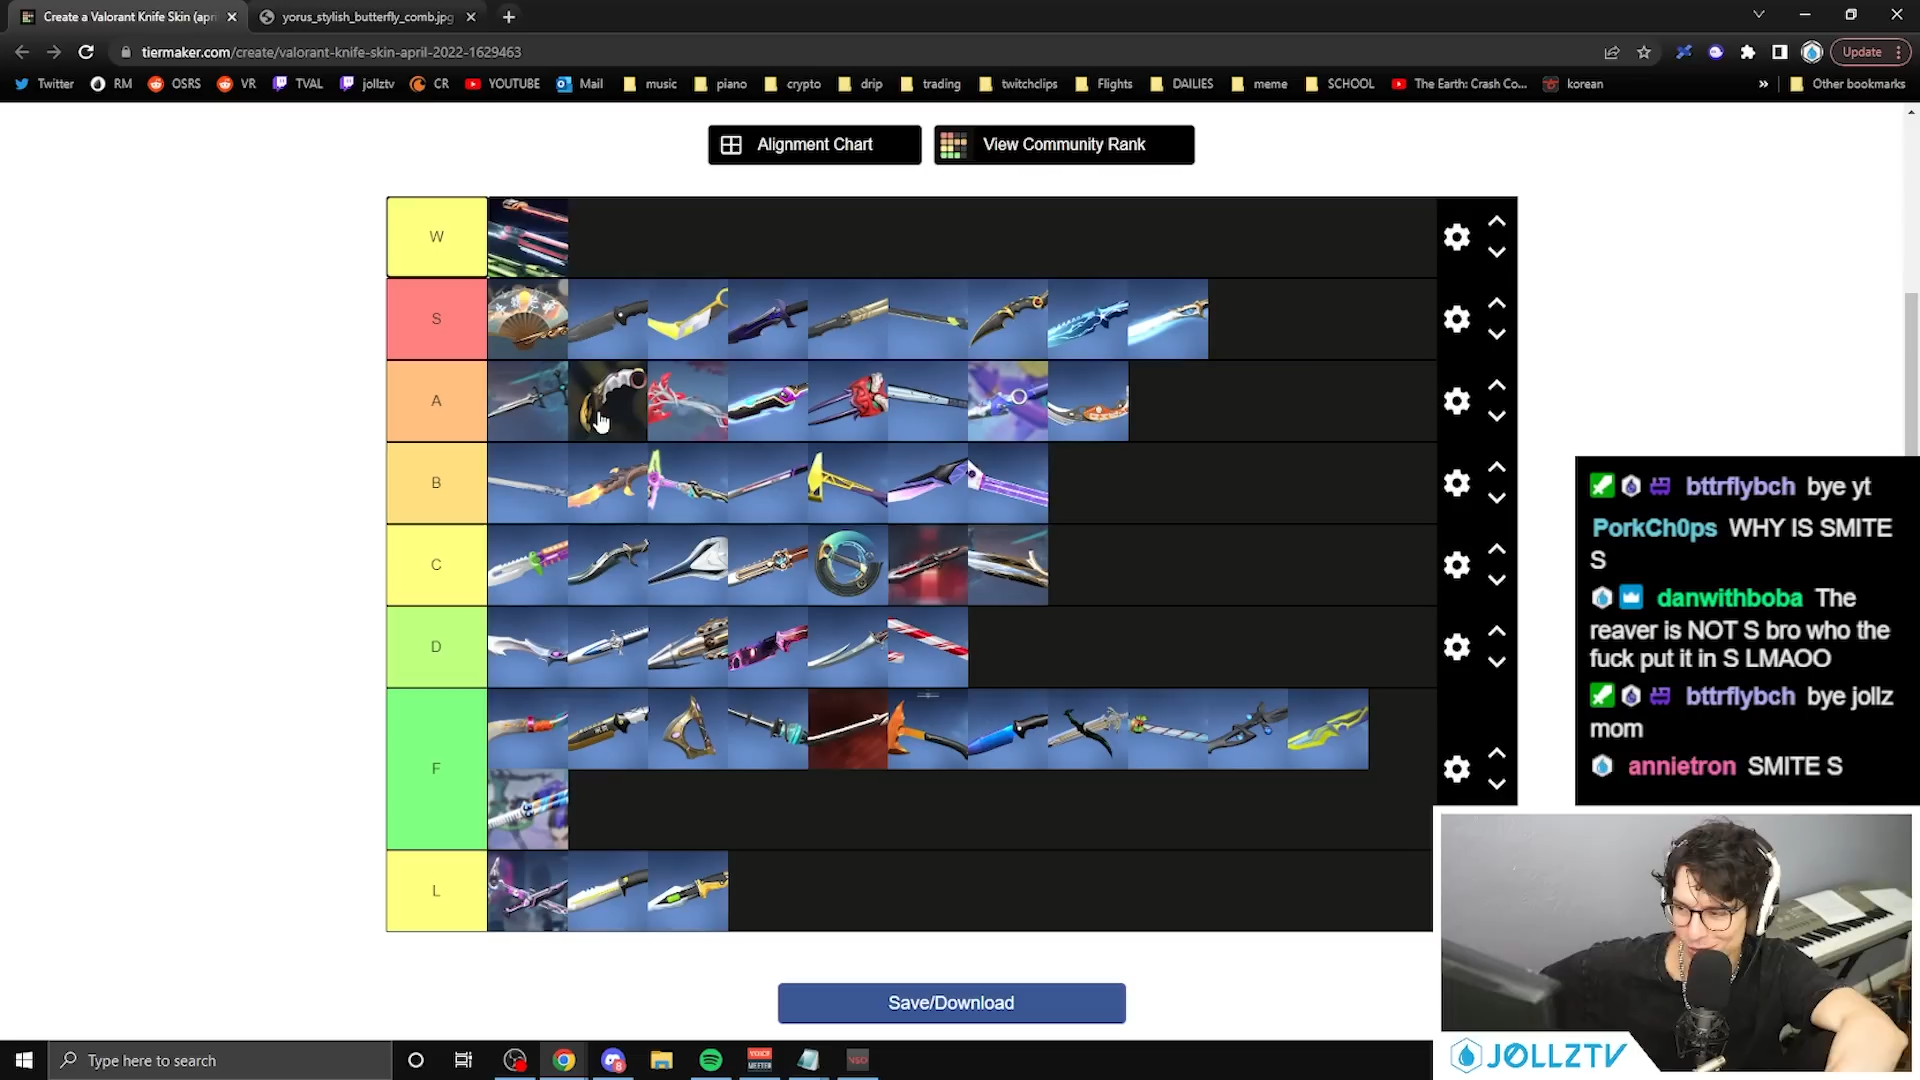 Create a Valorant Knife Skin (apr
yorus_stylish_butterfly_comb.jpg
tiermaker.com/create/valorant-knife-skin-april-2022-1629463
Update
Twitter
RM
OSRS
VR
TVAL
jollztv
CR
YOUTUBE
Mail
music
piano
crypto
drip
trading
twitchclips
Flights
DAILIES
meme
SCHOOL
The Earth: Crash Co...
korean
Other bookmarks
Alignment Chart
View Community Rank
W
S
A
B
C
D
F
L
bttrflybch bye yt
PorkCh0ps WHY IS SMITE
S
danwithboba The
reaver is NOT S bro who the
fuck put it in S LMAOO
bttrflybch bye jollz
mom
annietron SMITE S
Save/Download
Type here to search
JOLLZTV